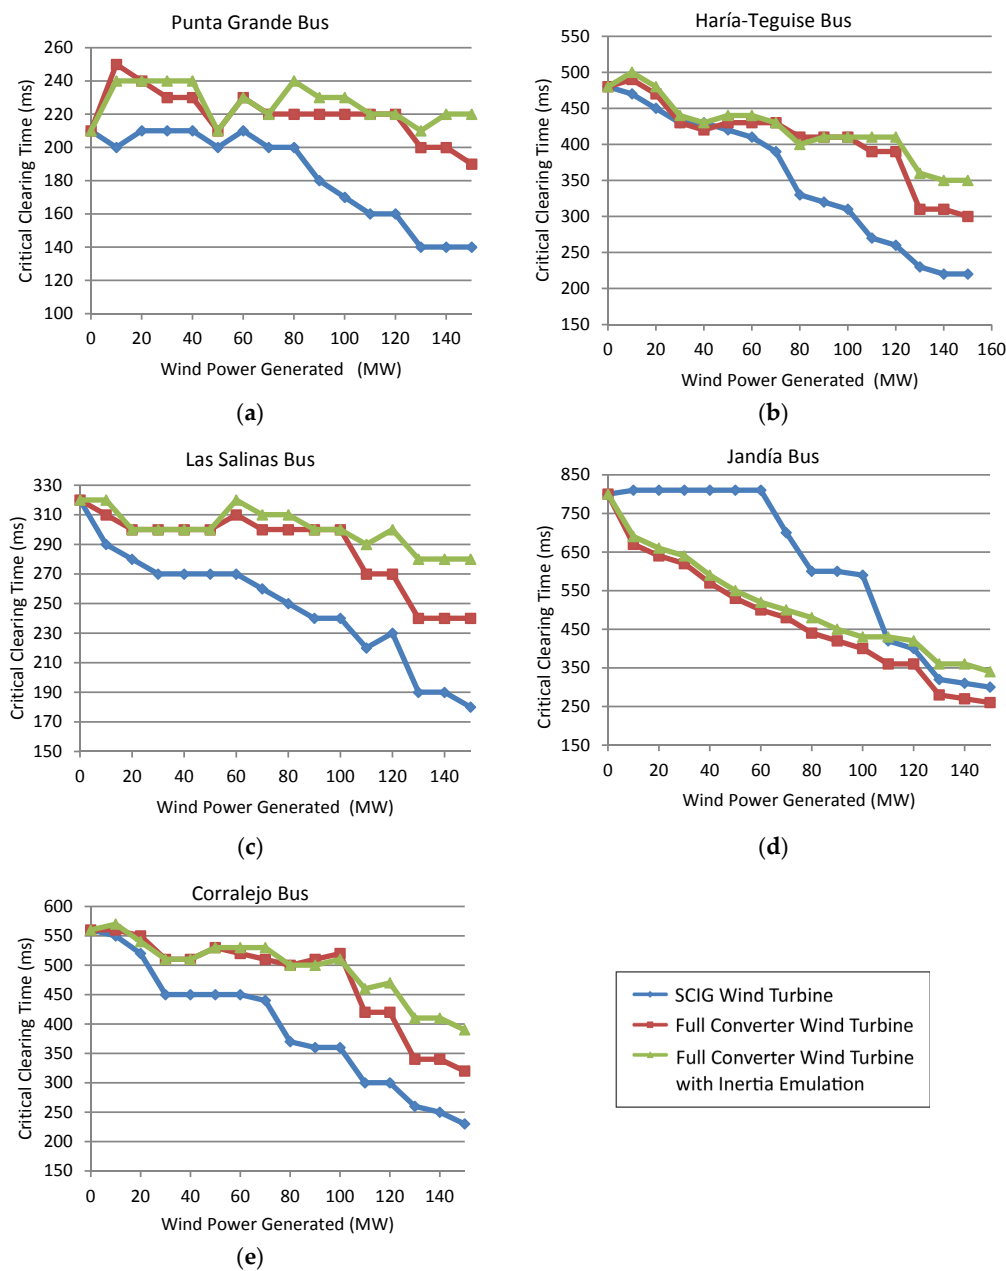 Punta Grande Bus
Critical Clearing Time (ms)
260
240
220
200
180
160
140
120
100
0 20 40 60 80 100 120 140
Wind Power Generated (MW)
(a)
Haría-Teguise Bus
Critical Clearing Time (ms)
550
500
450
400
350
300
250
200
150
0 20 40 60 80 100 120 140 160
Wind Power Generated (MW)
(b)
Las Salinas Bus
Critical Clearing Time (ms)
330
310
290
270
250
230
210
190
170
150
0 20 40 60 80 100 120 140
Wind Power Generated (MW)
(c)
Jandía Bus
Critical Clearing Time (ms)
850
750
650
550
450
350
250
150
0 20 40 60 80 100 120 140
Wind Power Generated (MW)
(d)
Corralejo Bus
Critical Clearing Time (ms)
600
550
500
450
400
350
300
250
200
150
0 20 40 60 80 100 120 140
Wind Power Generated (MW)
(e)
SCIG Wind Turbine
Full Converter Wind Turbine
Full Converter Wind Turbine
with Inertia Emulation